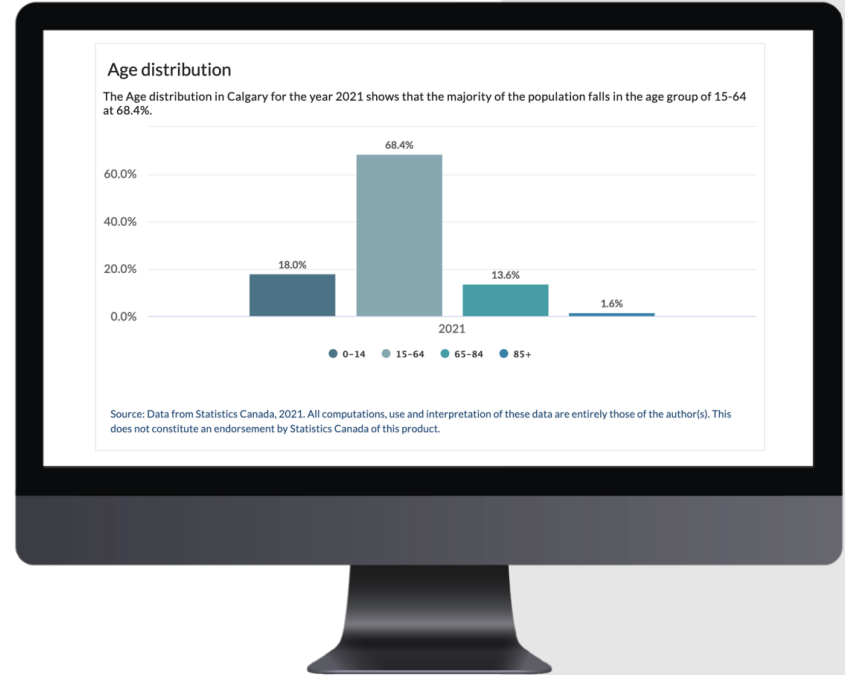 Age distribution
The Age distribution in Calgary for the year 2021 shows that the majority of the population falls in the age group of 15-64
at 68.4%.
68.4%
60.0%
40.0%
18.0%
20.0%
13.6%
1.6%
0.0%
2021
0-14 15-64 65-84 85+
Source: Data from Statistics Canada, 2021. All computations, use and interpretation of these data are entirely those of the author(s). This
does not constitute an endorsement by Statistics Canada of this product.